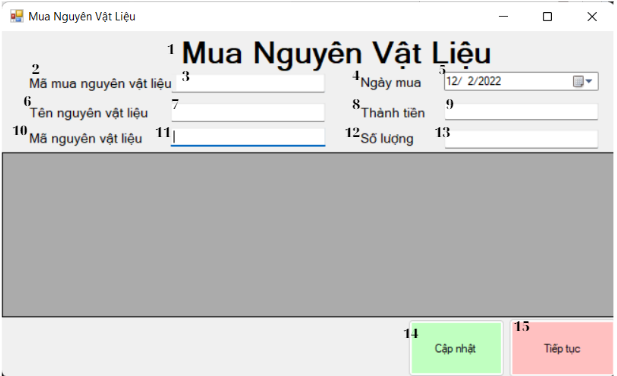 Mua Nguyên Vật Liệu
1 Mua Nguyên Vật Liệu
2 Mã mua nguyên vật liệu 3
4 Ngày mua 5 12/ 2/2022
6 Tên nguyên vật liệu 7
8 Thành tiền 9
10 Mã nguyên vật liệu 11
12 Số lượng 13
14 Cập nhật
15 Tiếp tục